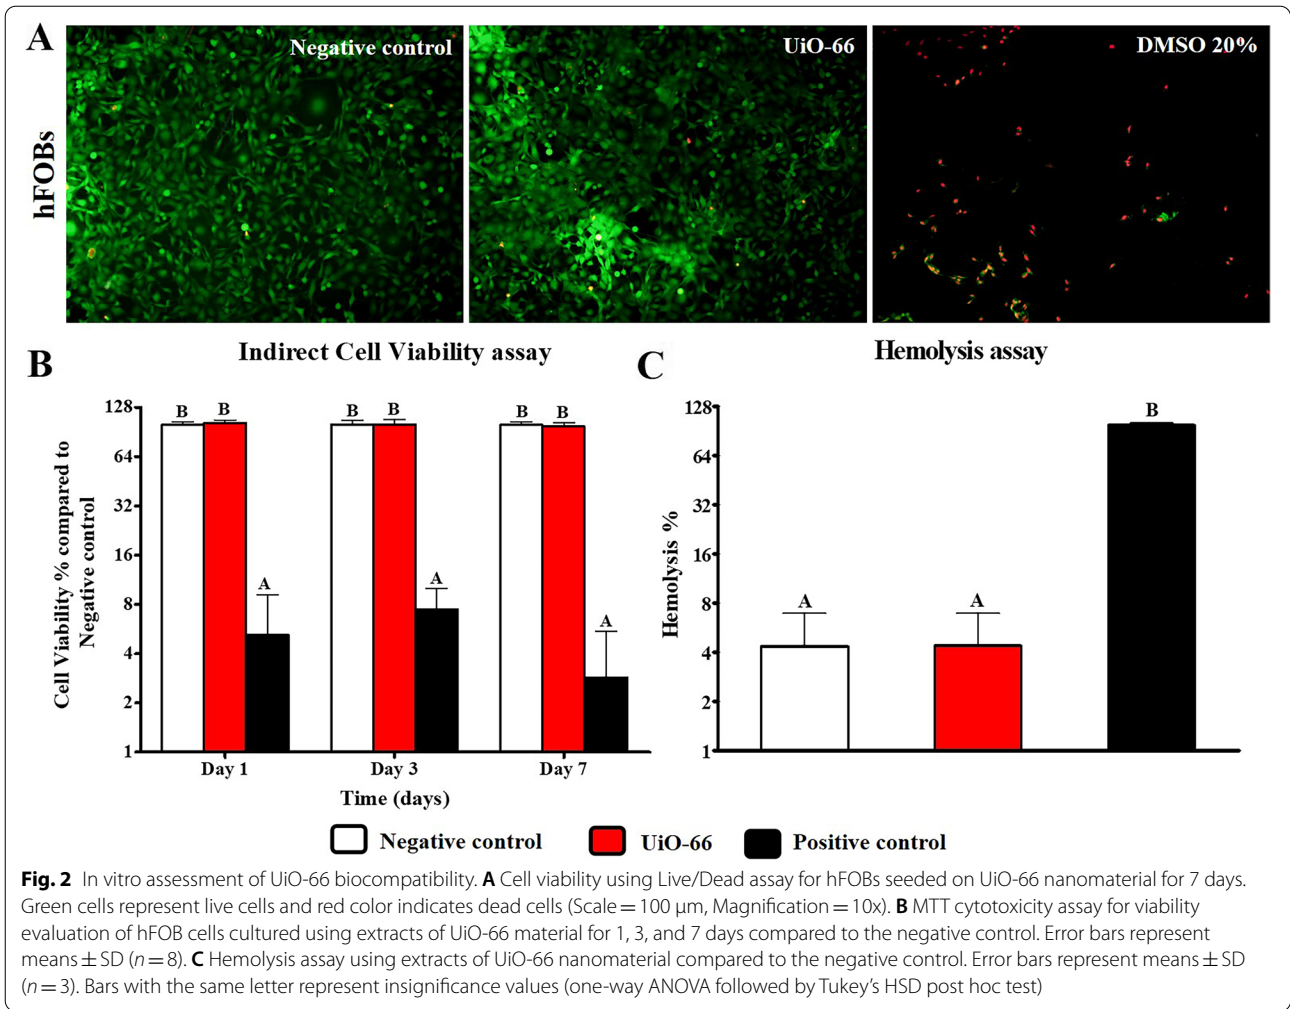 A
Negative control
UiO-66
DMSO 20%
hFOBs
B
Indirect Cell Viability assay
Cell Viability % compared to
Negative control
128
64
32
16
8
4
2
1
B
B
A
B
B
A
B
B
A
Day 1
Day 3
Day 7
Time (days)
C
Hemolysis assay
Hemolysis %
128
64
32
16
8
4
2
1
A
A
B
Negative control
UiO-66
Positive control
Fig. 2 In vitro assessment of UiO-66 biocompatibility. A Cell viability using Live/Dead assay for hFOBs seeded on UiO-66 nanomaterial for 7 days.
Green cells represent live cells and red color indicates dead cells (Scale = 100 μm, Magnification = 10x). B MTT cytotoxicity assay for viability
evaluation of hFOB cells cultured using extracts of UiO-66 material for 1, 3, and 7 days compared to the negative control. Error bars represent
means ± SD (n = 8). C Hemolysis assay using extracts of UiO-66 nanomaterial compared to the negative control. Error bars represent means ± SD
(n = 3). Bars with the same letter represent insignificance values (one-way ANOVA followed by Tukey's HSD post hoc test)